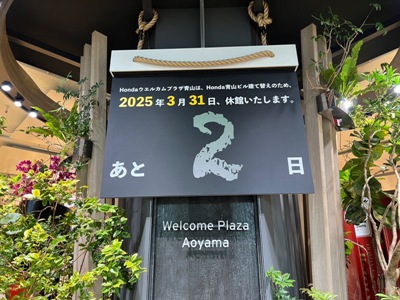 Hondaウエルカムプラザ青山は、Honda青山ビル建て替えのため、
2025年3月31日、休館いたします。
あと 2 日
Welcome Plaza
Aoyama